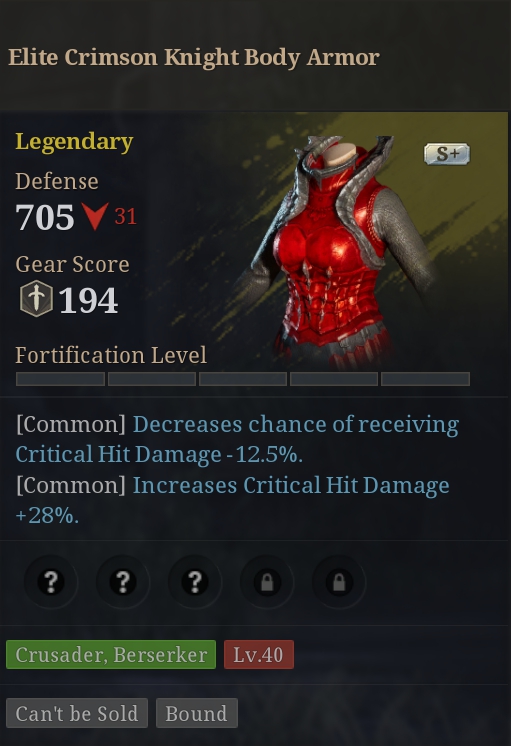 Elite Crimson Knight Body Armor
Legendary
S+
Defense
705 31
Gear Score
194
Fortification Level
[Common] Decreases chance of receiving
Critical Hit Damage -12.5%.
[Common] Increases Critical Hit Damage
+28%.
? ? ?
Crusader, Berserker Lv.40
Can't be Sold Bound